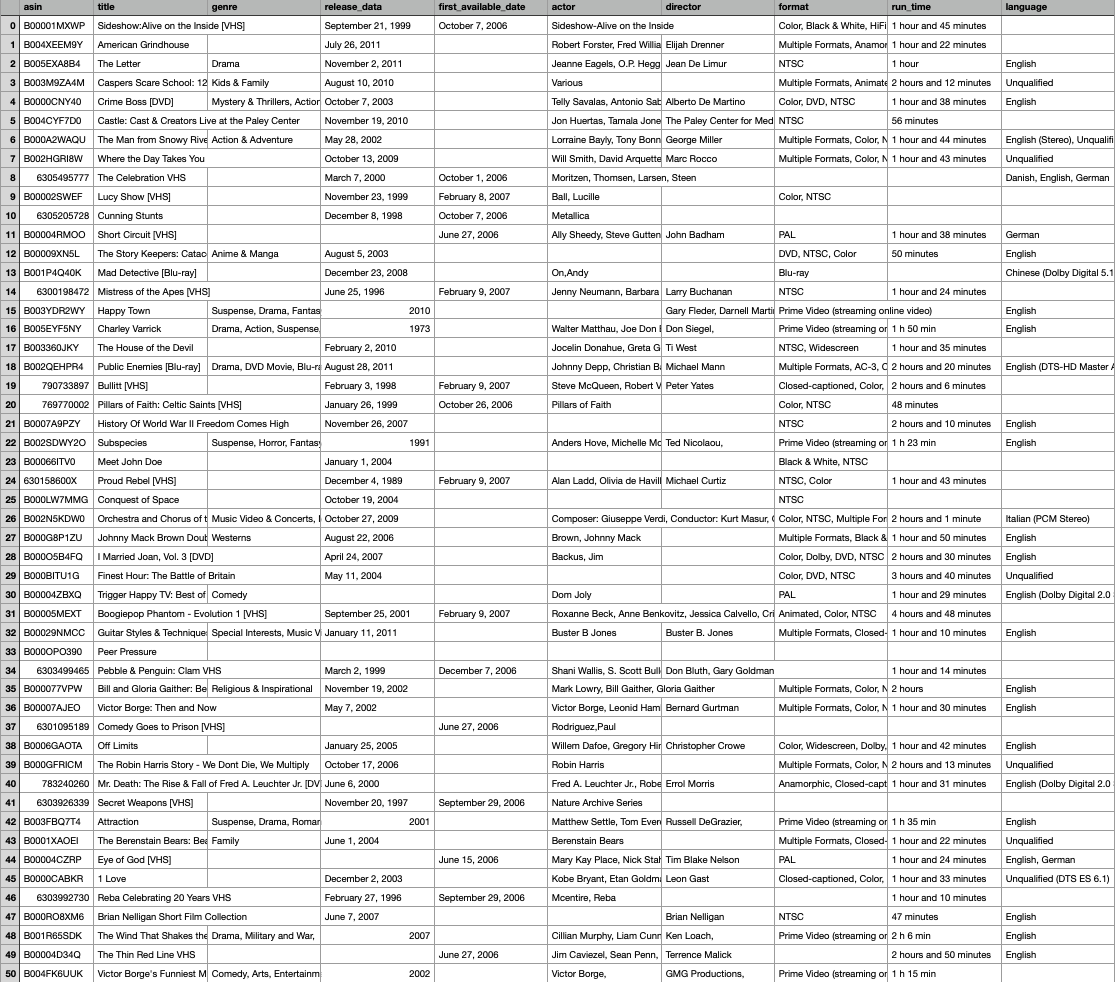 asin title genre release_data first_available_date actor director format run_time language
0 B00001MXWP Sideshow:Alive on the Inside [VHS] September 21, 1999 October 7, 2006 Sideshow-Alive on the Inside Color, Black & White, HiFi 1 hour and 45 minutes
1 B004XEEM9Y American Grindhouse July 26, 2011 Robert Forster, Fred Willia Elijah Drenner Multiple Formats, Anamor 1 hour and 22 minutes
2 B005EXA8B4 The Letter Drama November 2, 2011 Jeanne Eagels, O.P. Hegg Jean De Limur NTSC 1 hour English
3 B003M9ZA4M Caspers Scare School: 12 Kids & Family August 10, 2010 Various Multiple Formats, Animate 2 hours and 12 minutes Unqualified
4 B0000CNY40 Crime Boss [DVD] Mystery & Thrillers, Action October 7, 2003 Telly Savalas, Antonio Sab Alberto De Martino Color, DVD, NTSC 1 hour and 38 minutes English
5 B004CYF7D0 Castle: Cast & Creators Live at the Paley Center November 19, 2010 Jon Huertas, Tamala Jone The Paley Center for Med NTSC 56 minutes
6 B000A2WAQU The Man from Snowy Rive Action & Adventure May 28, 2002 Lorraine Bayly, Tony Bonn George Miller Multiple Formats, Color, N 1 hour and 44 minutes English (Stereo), Unqualifi
7 B002HGRI8W Where the Day Takes You October 13, 2009 Will Smith, David Arquette Marc Rocco Multiple Formats, Color, N 1 hour and 43 minutes Unqualified
8 6305495777 The Celebration VHS March 7, 2000 October 1, 2006 Moritzen, Thomsen, Larsen, Steen Danish, English, German
9 B00002SWEF Lucy Show [VHS] November 23, 1999 February 8, 2007 Ball, Lucille Color, NTSC
10 6305205728 Cunning Stunts December 8, 1998 October 7, 2006 Metallica
11 B00004RMOO Short Circuit [VHS] June 27, 2006 Ally Sheedy, Steve Gutten John Badham PAL 1 hour and 38 minutes German
12 B00009XN5L The Story Keepers: Catac Anime & Manga August 5, 2003 DVD, NTSC, Color 50 minutes English
13 B001P4Q40K Mad Detective [Blu-ray] December 23, 2008 On,Andy Blu-ray Chinese (Dolby Digital 5.1
14 6300198472 Mistress of the Apes [VHS] June 25, 1996 February 9, 2007 Jenny Neumann, Barbara Larry Buchanan NTSC 1 hour and 24 minutes
15 B003YDR2WY Happy Town Suspense, Drama, Fantas 2010 Gary Fleder, Darnell Marti Prime Video (streaming online video) English
16 B005EYF5NY Charley Varrick Drama, Action, Suspense, 1973 Walter Matthau, Joe Don B Don Siegel, Prime Video (streaming on 1 h 50 min English
17 B003360JKY The House of the Devil February 2, 2010 Jocelin Donahue, Greta G Ti West NTSC, Widescreen 1 hour and 35 minutes
18 B002QEHPR4 Public Enemies [Blu-ray] Drama, DVD Movie, Blu-ra August 28, 2011 Johnny Depp, Christian B Michael Mann Multiple Formats, AC-3, C 2 hours and 20 minutes English (DTS-HD Master A
19 790733897 Bullitt [VHS] February 3, 1998 February 9, 2007 Steve McQueen, Robert V Peter Yates Closed-captioned, Color, 2 hours and 6 minutes
20 769770002 Pillars of Faith: Celtic Saints [VHS] January 26, 1999 October 26, 2006 Pillars of Faith Color, NTSC 48 minutes
21 B0007A9PZY History Of World War II Freedom Comes High November 26, 2007 NTSC 2 hours and 10 minutes English
22 B002SDWY2O Subspecies Suspense, Horror, Fantasy 1991 Anders Hove, Michelle Mc Ted Nicolaou, Prime Video (streaming on 1 h 23 min English
23 B00066ITV0 Meet John Doe January 1, 2004 Black & White, NTSC
24 630158600X Proud Rebel [VHS] December 4, 1989 February 9, 2007 Alan Ladd, Olivia de Havill Michael Curtiz NTSC, Color 1 hour and 43 minutes
25 B000LW7MMG Conquest of Space October 19, 2004 NTSC
26 B002N5KDW0 Orchestra and Chorus of t Music Video & Concerts, I October 27, 2009 Composer: Giuseppe Verdi, Conductor: Kurt Masur, C Color, NTSC, Multiple For 2 hours and 1 minute Italian (PCM Stereo)
27 B000G8P1ZU Johnny Mack Brown Doub Westerns August 22, 2006 Brown, Johnny Mack Multiple Formats, Black & 1 hour and 50 minutes English
28 B000O5B4FQ I Married Joan, Vol. 3 [DVD] April 24, 2007 Backus, Jim Color, Dolby, DVD, NTSC 2 hours and 30 minutes English
29 B000BITU1G Finest Hour: The Battle of Britain May 11, 2004 Color, DVD, NTSC 3 hours and 40 minutes Unqualified
30 B00004ZBXQ Trigger Happy TV: Best of Comedy Dom Joly PAL 1 hour and 29 minutes English (Dolby Digital 2.0
31 B00005MEXT Boogiepop Phantom - Evolution 1 [VHS] September 25, 2001 February 9, 2007 Roxanne Beck, Anne Benkovitz, Jessica Calvello, Cri Animated, Color, NTSC 4 hours and 48 minutes
32 B00029NMCC Guitar Styles & Techniques Special Interests, Music V January 11, 2011 Buster B Jones Buster B. Jones Multiple Formats, Closed- 1 hour and 10 minutes English
33 B000OPO390 Peer Pressure
34 6303499465 Pebble & Penguin: Clam VHS March 2, 1999 December 7, 2006 Shani Wallis, S. Scott Bull Don Bluth, Gary Goldman 1 hour and 14 minutes
35 B000077VPW Bill and Gloria Gaither: Be Religious & Inspirational November 19, 2002 Mark Lowry, Bill Gaither, Gloria Gaither Multiple Formats, Color, N 2 hours English
36 B00007AJEO Victor Borge: Then and Now May 7, 2002 Victor Borge, Leonid Ham Bernard Gurtman Multiple Formats, Color, N 1 hour and 30 minutes English
37 6301095189 Comedy Goes to Prison [VHS] June 27, 2006 Rodriguez,Paul
38 B0006GAOTA Off Limits January 25, 2005 Willem Dafoe, Gregory Hin Christopher Crowe Color, Widescreen, Dolby, 1 hour and 42 minutes English
39 B000GFRICM The Robin Harris Story - We Dont Die, We Multiply October 17, 2006 Robin Harris Multiple Formats, Color, N 2 hours and 13 minutes Unqualified
40 783240260 Mr. Death: The Rise & Fall of Fred A. Leuchter Jr. [DV June 6, 2000 Fred A. Leuchter Jr., Robe Errol Morris Anamorphic, Closed-capt 1 hour and 31 minutes English (Dolby Digital 2.0
41 6303926339 Secret Weapons [VHS] November 20, 1997 September 29, 2006 Nature Archive Series
42 B003FBQ7T4 Attraction Suspense, Drama, Roman 2001 Matthew Settle, Tom Evere Russell DeGrazier, Prime Video (streaming on 1 h 35 min English
43 B0001XAOEI The Berenstain Bears: Bea Family June 1, 2004 Berenstain Bears Multiple Formats, Closed- 1 hour and 22 minutes Unqualified
44 B00004CZRP Eye of God [VHS] June 15, 2006 Mary Kay Place, Nick Stah Tim Blake Nelson PAL 1 hour and 24 minutes English, German
45 B0000CABKR 1 Love December 2, 2003 Kobe Bryant, Etan Goldma Leon Gast Closed-captioned, Color, 1 hour and 33 minutes Unqualified (DTS ES 6.1)
46 6303992730 Reba Celebrating 20 Years VHS February 27, 1996 September 29, 2006 Mcentire, Reba 1 hour and 10 minutes
47 B000RO8XM6 Brian Nelligan Short Film Collection June 7, 2007 Brian Nelligan NTSC 47 minutes English
48 B001R65SDK The Wind That Shakes the Drama, Military and War, 2007 Cillian Murphy, Liam Cunn Ken Loach, Prime Video (streaming on 2 h 6 min English
49 B00004D34Q The Thin Red Line VHS June 27, 2006 Jim Caviezel, Sean Penn, Terrence Malick 2 hours and 50 minutes English
50 B004FK6UUK Victor Borge's Funniest M Comedy, Arts, Entertainm 2002 Victor Borge, GMG Productions, Prime Video (streaming on 1 h 15 min